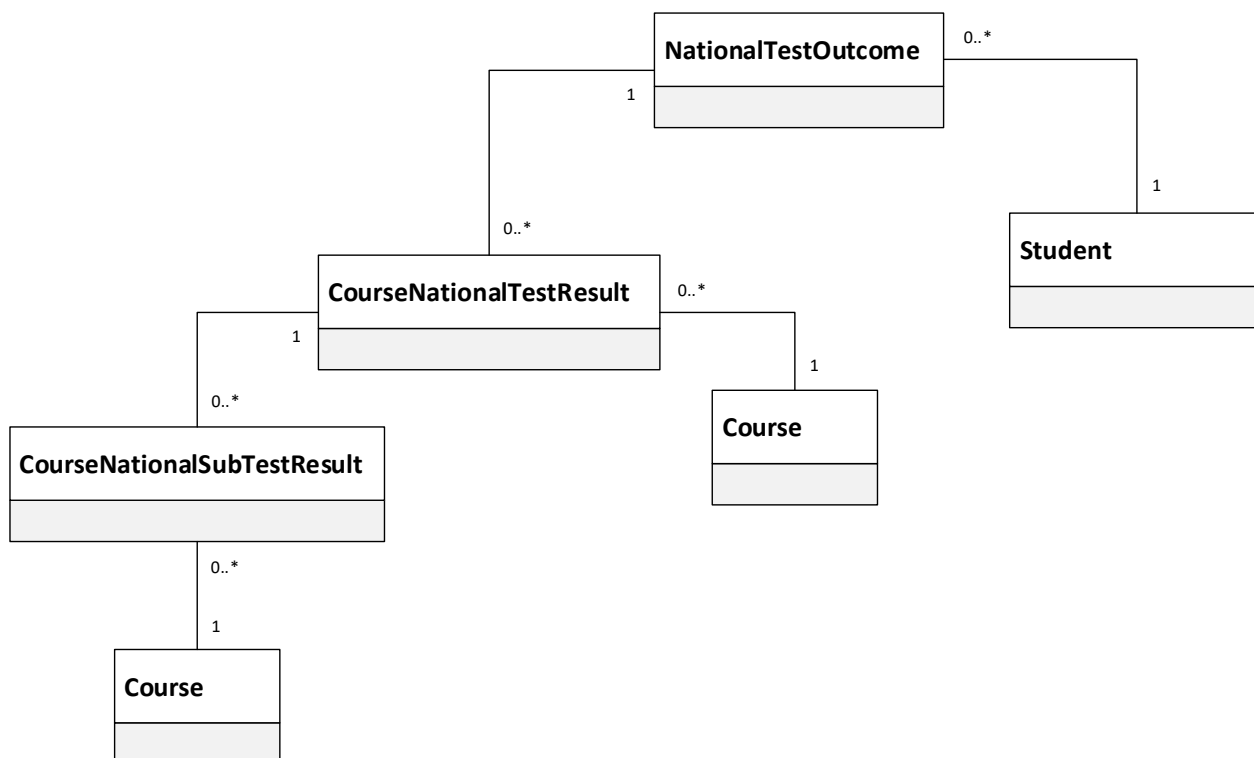 NationalTestOutcome
0..*
1
1
Student
0..*
CourseNationalTestResult
0..*
1
1
Course
0..*
CourseNationalSubTestResult
0..*
1
Course